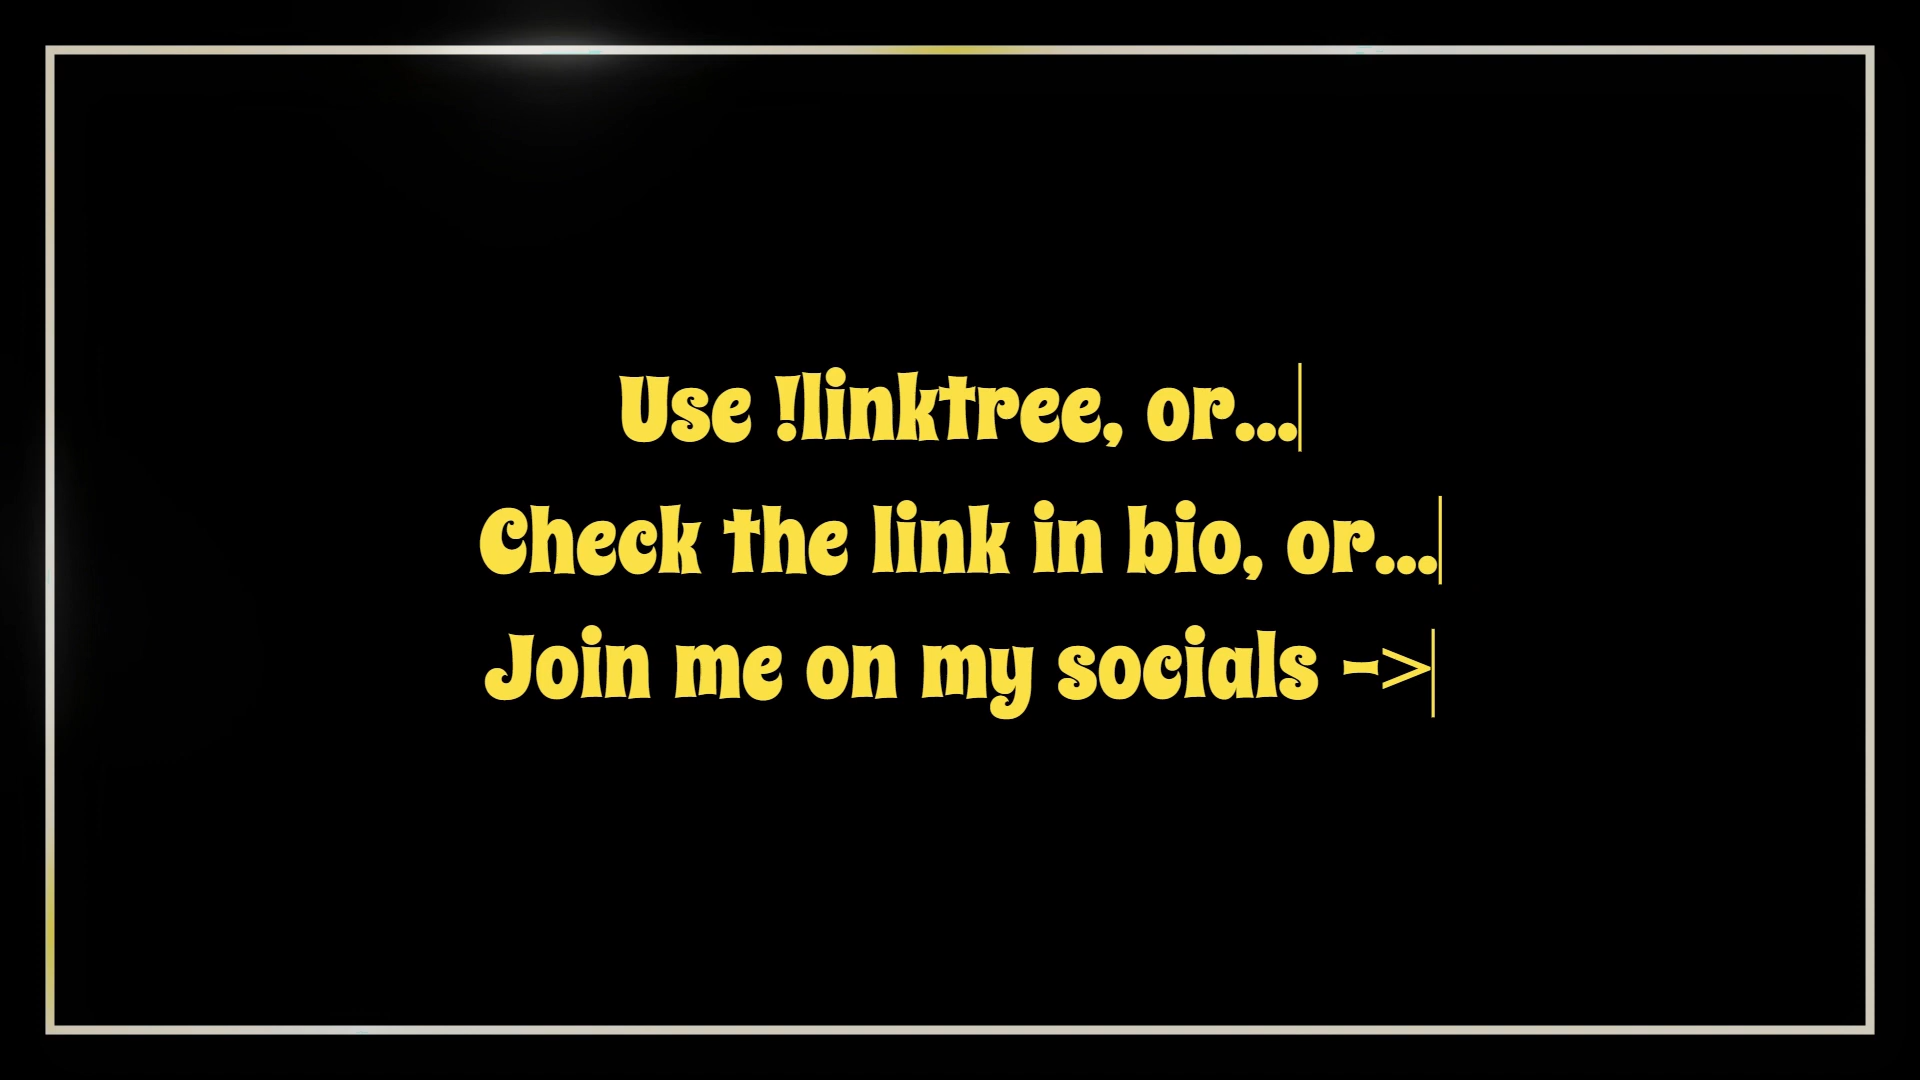 Use !linktree, or...
Check the link in bio, or...
Join me on my socials ->